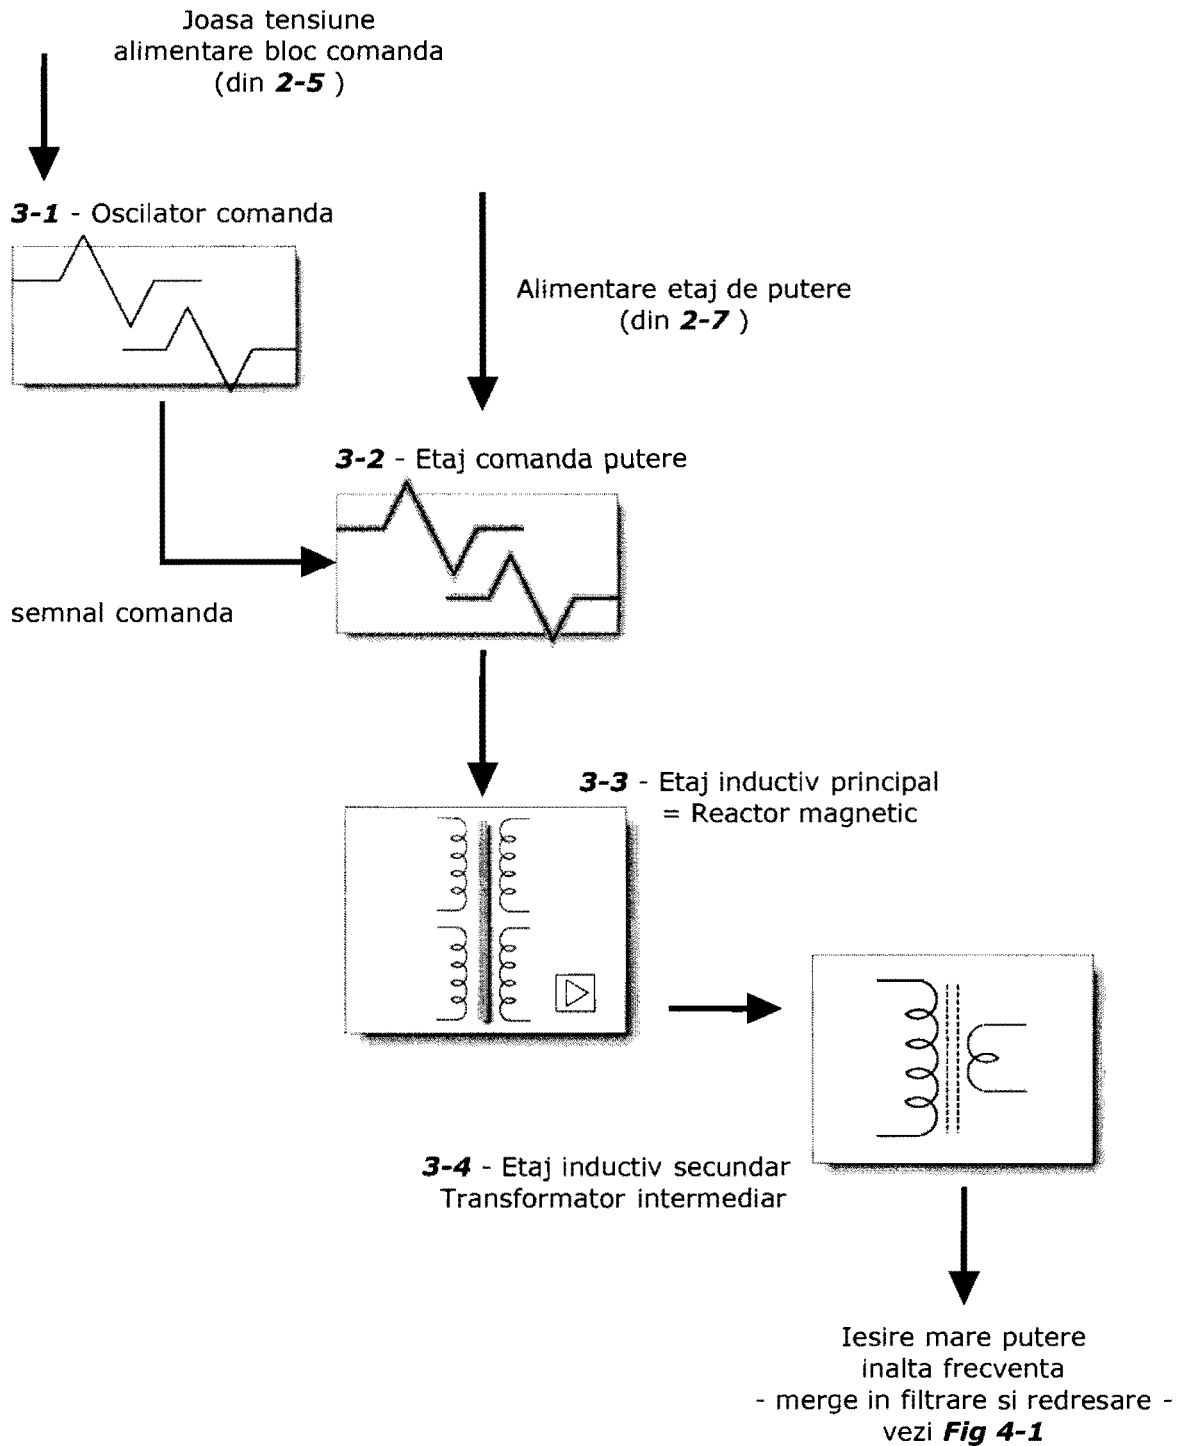 Joasa tensiune
alimentare bloc comanda
(din 2-5 )
3-1 - Oscilator comanda
Alimentare etaj de putere
(din 2-7 )
3-2 - Etaj comanda putere
semnal comanda
3-3 - Etaj inductiv principal
= Reactor magnetic
3-4 - Etaj inductiv secundar
Transformator intermediar
Iesire mare putere
inalta frecventa
- merge in filtrare si redresare -
vezi Fig 4-1